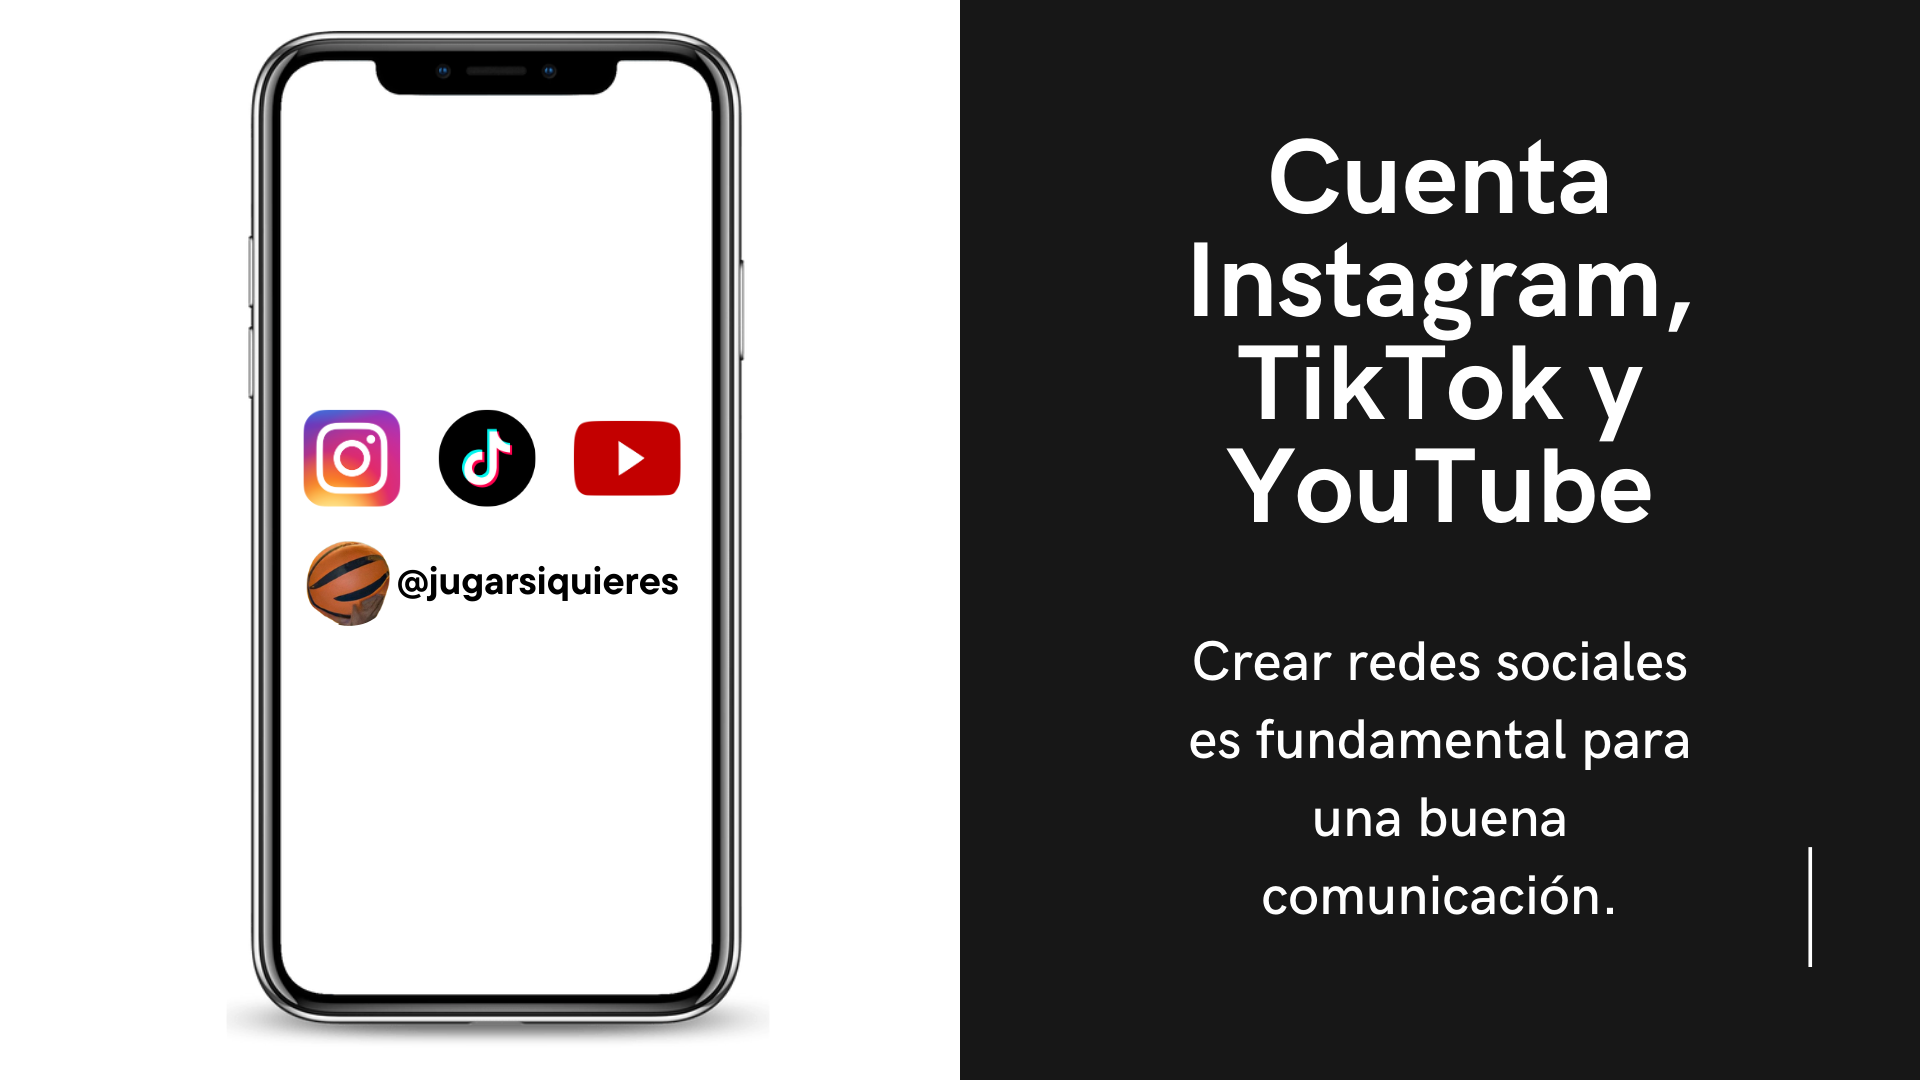 @jugarsiquieres
Cuenta
Instagram,
TikTok y
YouTube
Crear redes sociales
es fundamental para
una buena
comunicación.